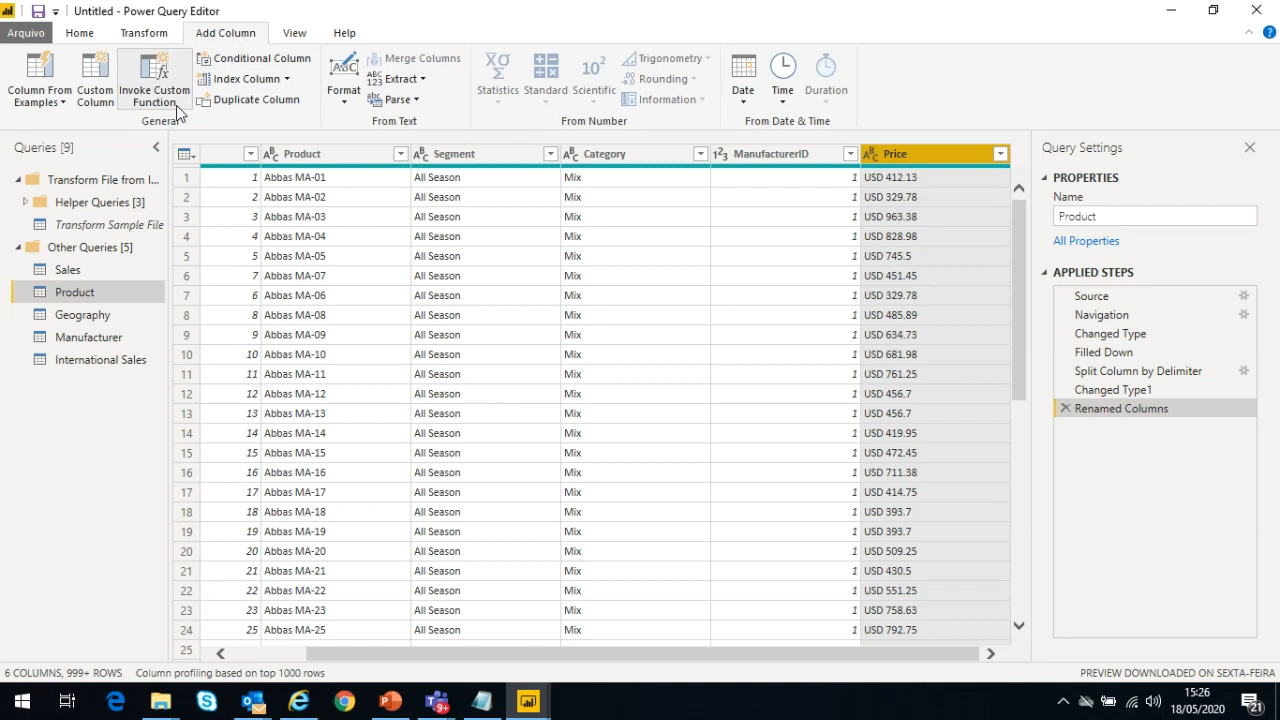 Untitled - Power Query Editor
Arquivo Home Transform Add Column View Help
Column From Examples
Custom Column
Invoke Custom Function
Conditional Column
Index Column
Duplicate Column
General
Format
Merge Columns
Extract
Parse
From Text
Statistics
Standard
Scientific
Trigonometry
Rounding
Information
From Number
Date
Time
Duration
From Date & Time
Queries [9]
Transform File from I...
Helper Queries [3]
Transform Sample File
Other Queries [5]
Sales
Product
Geography
Manufacturer
International Sales
Product Segment Category ManufacturerID Price
1 1 Abbas MA-01 All Season Mix 1 USD 412.13
2 2 Abbas MA-02 All Season Mix 1 USD 329.78
3 3 Abbas MA-03 All Season Mix 1 USD 963.38
4 4 Abbas MA-04 All Season Mix 1 USD 828.98
5 5 Abbas MA-05 All Season Mix 1 USD 745.5
6 7 Abbas MA-07 All Season Mix 1 USD 451.45
7 6 Abbas MA-06 All Season Mix 1 USD 329.78
8 8 Abbas MA-08 All Season Mix 1 USD 485.89
9 9 Abbas MA-09 All Season Mix 1 USD 634.73
10 10 Abbas MA-10 All Season Mix 1 USD 681.98
11 11 Abbas MA-11 All Season Mix 1 USD 761.25
12 12 Abbas MA-12 All Season Mix 1 USD 456.7
13 13 Abbas MA-13 All Season Mix 1 USD 456.7
14 14 Abbas MA-14 All Season Mix 1 USD 419.95
15 15 Abbas MA-15 All Season Mix 1 USD 472.45
16 16 Abbas MA-16 All Season Mix 1 USD 711.38
17 17 Abbas MA-17 All Season Mix 1 USD 414.75
18 18 Abbas MA-18 All Season Mix 1 USD 393.7
19 19 Abbas MA-19 All Season Mix 1 USD 393.7
20 20 Abbas MA-20 All Season Mix 1 USD 509.25
21 21 Abbas MA-21 All Season Mix 1 USD 430.5
22 22 Abbas MA-22 All Season Mix 1 USD 551.25
23 23 Abbas MA-23 All Season Mix 1 USD 758.63
24 25 Abbas MA-25 All Season Mix 1 USD 792.75
25
Query Settings
PROPERTIES
Name
Product
All Properties
APPLIED STEPS
Source
Navigation
Changed Type
Filled Down
Split Column by Delimiter
Changed Type1
Renamed Columns
6 COLUMNS, 999+ ROWS Column profiling based on top 1000 rows PREVIEW DOWNLOADED ON SEXTA-FEIRA
15:26
18/05/2020
21